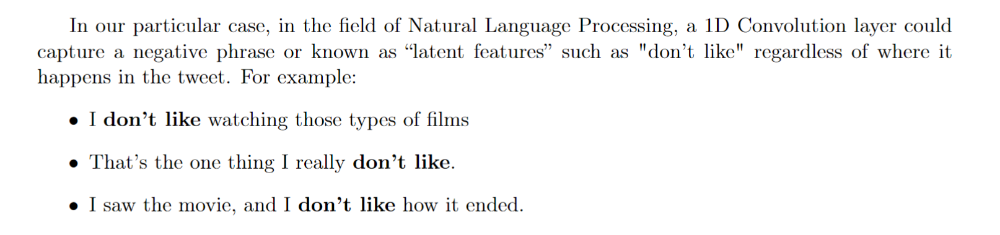 In our particular case, in the field of Natural Language Processing, a 1D Convolution layer could
capture a negative phrase or known as “latent features” such as "don’t like" regardless of where it
happens in the tweet. For example:
• I don’t like watching those types of films
• That’s the one thing I really don’t like.
• I saw the movie, and I don’t like how it ended.